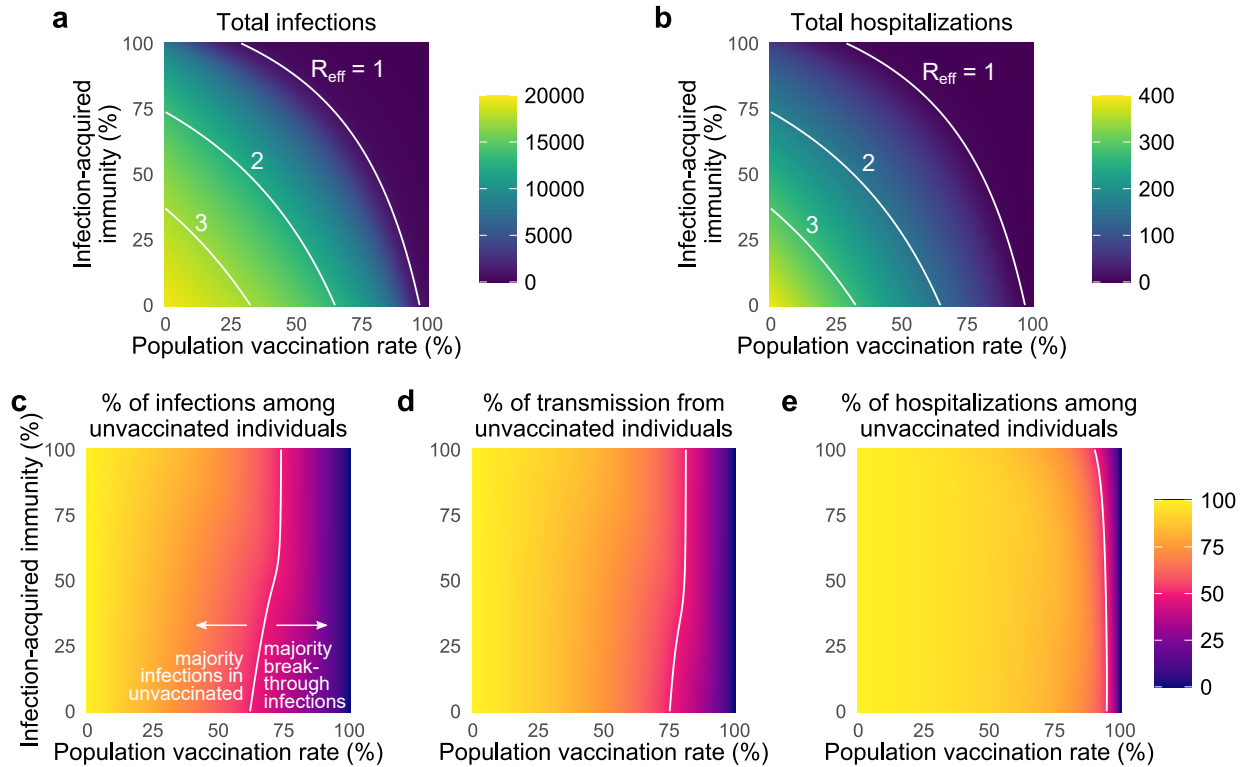 a
Total infections
Infection-acquired
immunity (%)
100
75
50
25
0
R_eff = 1
2
3
0 25 50 75 100
Population vaccination rate (%)
20000
15000
10000
5000
0
b
Total hospitalizations
Infection-acquired
immunity (%)
100
75
50
25
0
R_eff = 1
2
3
0 25 50 75 100
Population vaccination rate (%)
400
300
200
100
0
c
% of infections among
unvaccinated individuals
Infection-acquired immunity (%)
100
75
50
25
0
majority
infections in
unvaccinated
majority
break-
through
infections
0 25 50 75 100
Population vaccination rate (%)
d
% of transmission from
unvaccinated individuals
100
75
50
25
0
0 25 50 75 100
Population vaccination rate (%)
e
% of hospitalizations among
unvaccinated individuals
100
75
50
25
0
0 25 50 75 100
Population vaccination rate (%)
100
75
50
25
0